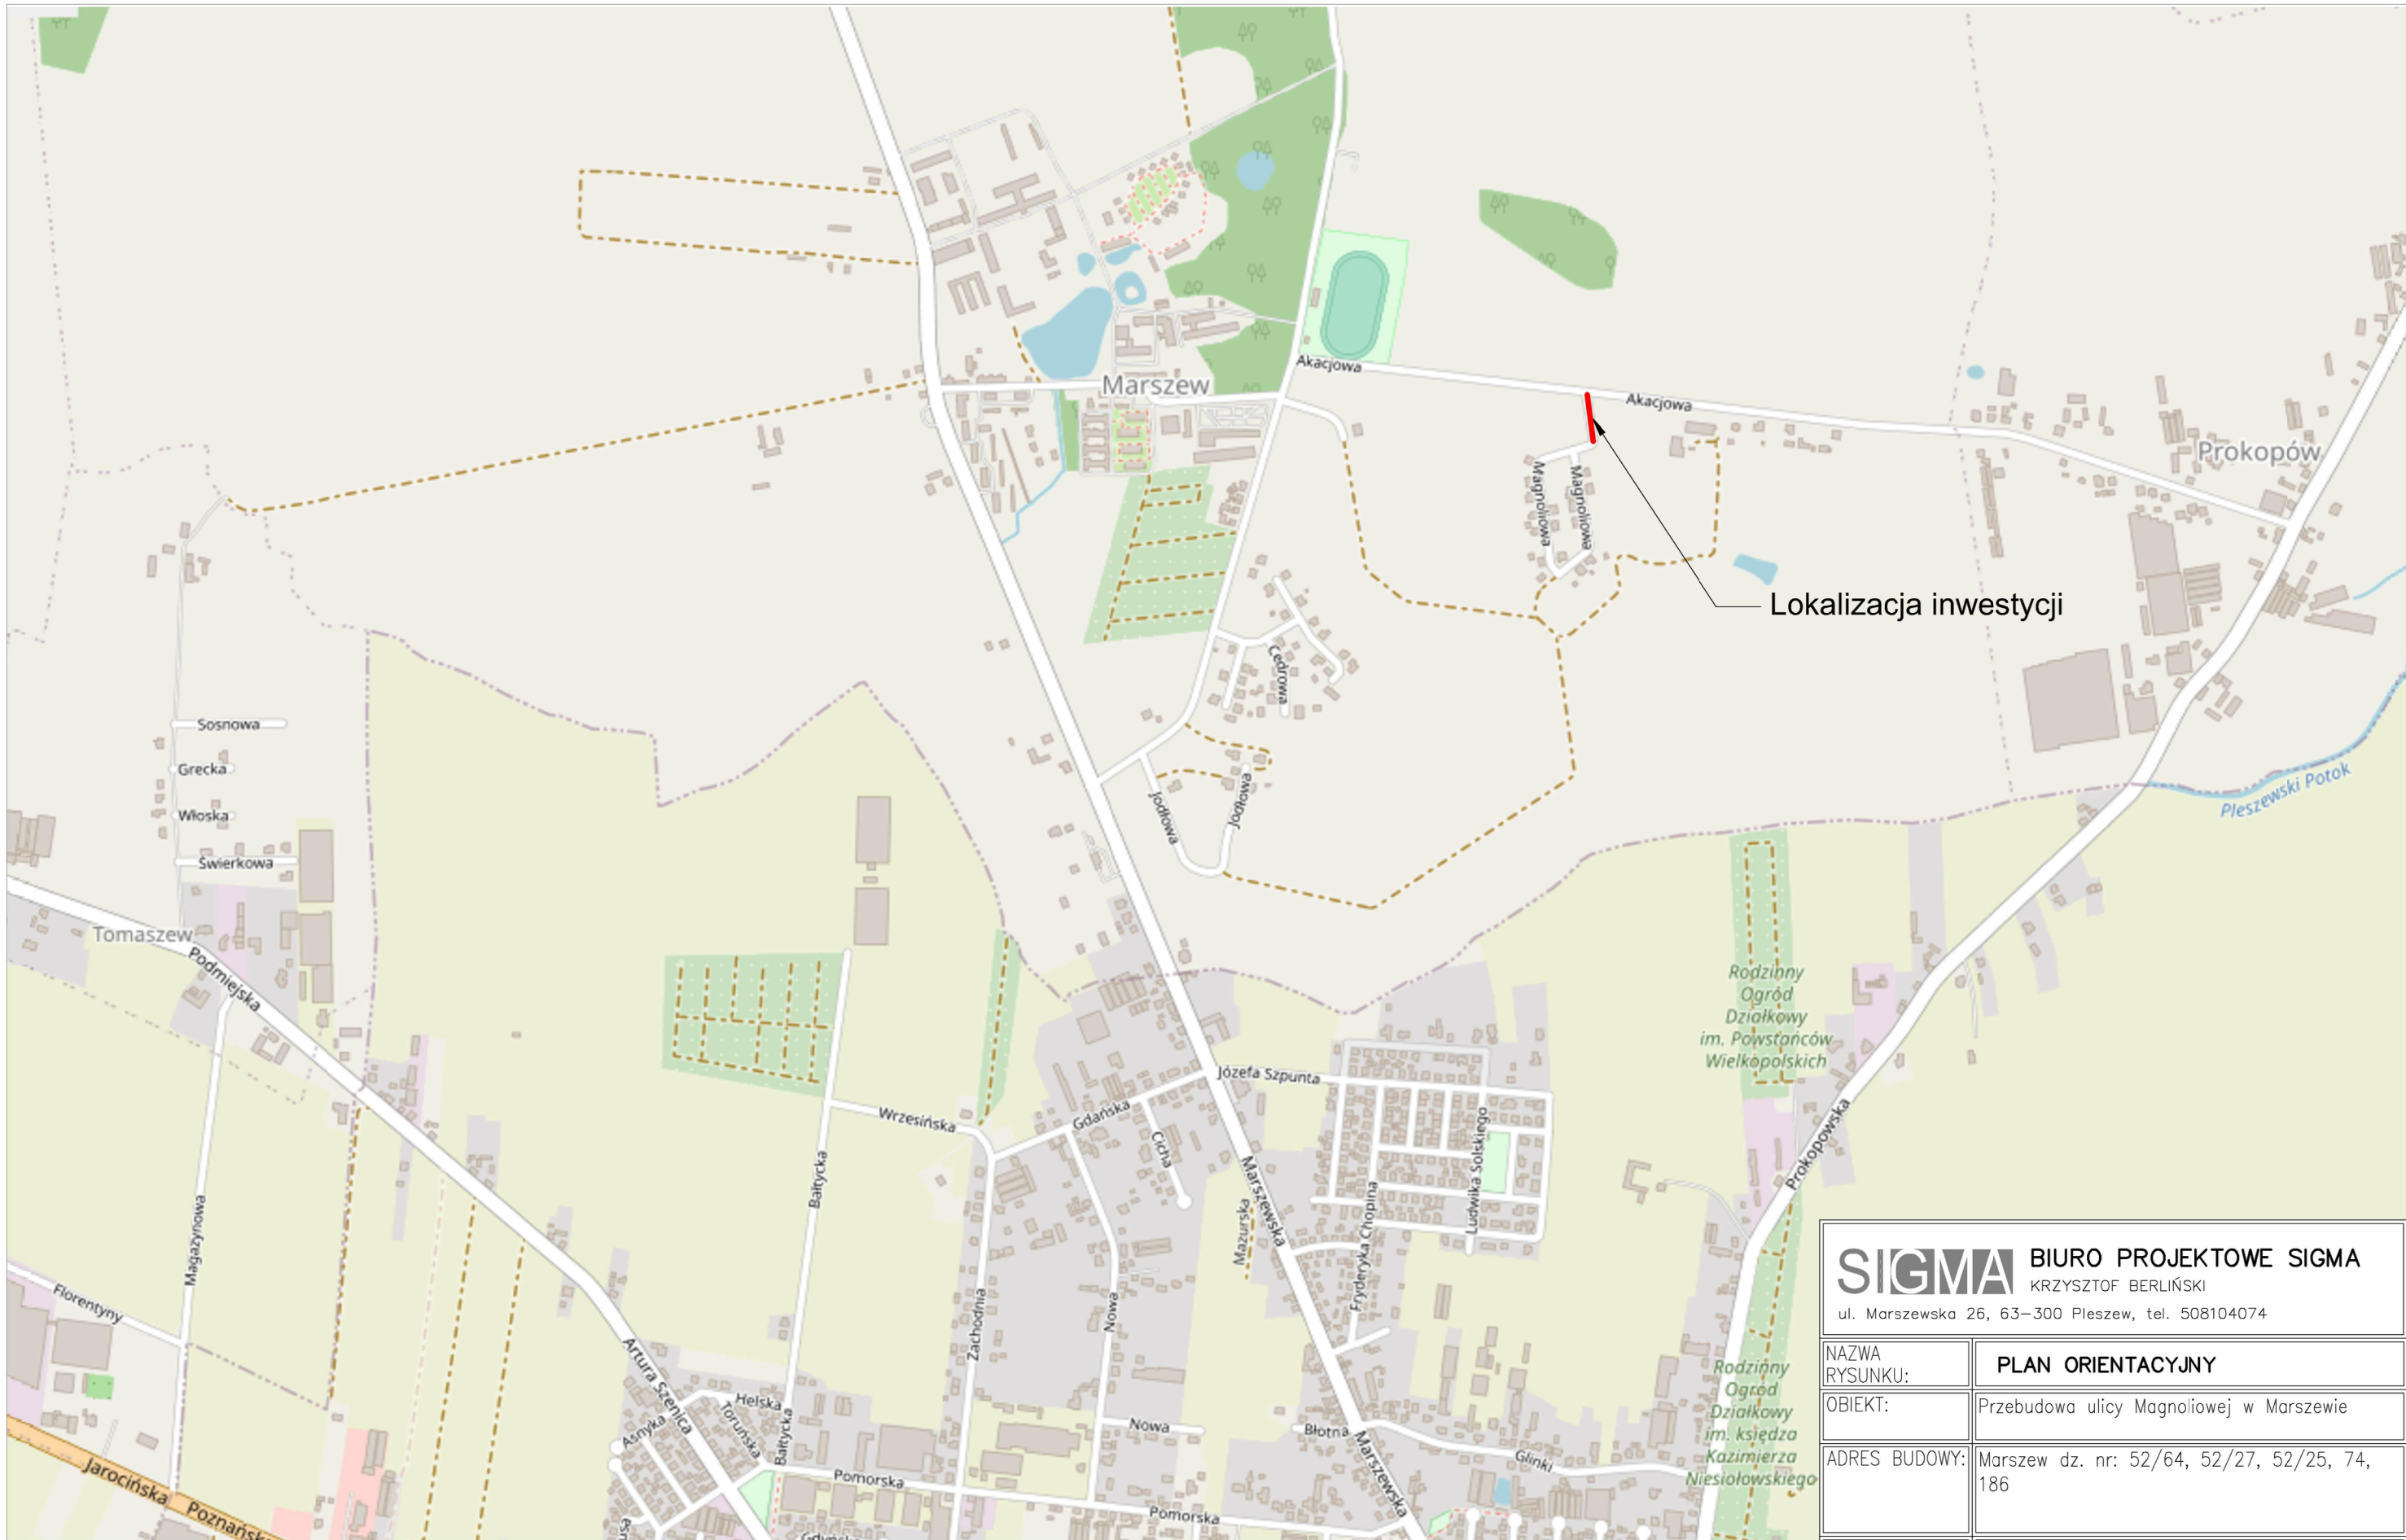 Marszew
Akacjowa
Akacjowa
Prokopów
Magnoliowa
Magnoliowa
Lokalizacja inwestycji
Cedrowa
Sosnowa
Grecka
Włoska
Świerkowa
Jodłowa
Jodłowa
Pleszewski Potok
Tomaszew
Podmiejska
Rodzinny
Ogród
Działkowy
im. Powstańców
Wielkopolskich
Józefa Szpunta
Wrzesińska
Gdańska
Cicha
Bałtycka
Marszewska
Mazurska
Ludwika Solskiego
Fryderyka Chopina
Prokopowska
Magazynowa
Florentyny
Zachodnia
Nowa
Artura Szenica
Helska
Asnyka
Toruńska
Bałtycka
Nowa
Błotna
Marszewska
Glinki
Rodzinny
Ogród
Działkowy
im. księdza
Kazimierza
Niesiołowskiego
Jarocińska
Pomorska
Pomorska
SIGMA
BIURO PROJEKTOWE SIGMA
KRZYSZTOF BERLIŃSKI
ul. Marszewska 26, 63-300 Pleszew, tel. 508104074
NAZWA
RYSUNKU:
PLAN ORIENTACYJNY
OBIEKT:
Przebudowa ulicy Magnoliowej w Marszewie
ADRES BUDOWY:
Marszew dz. nr: 52/64, 52/27, 52/25, 74,
186